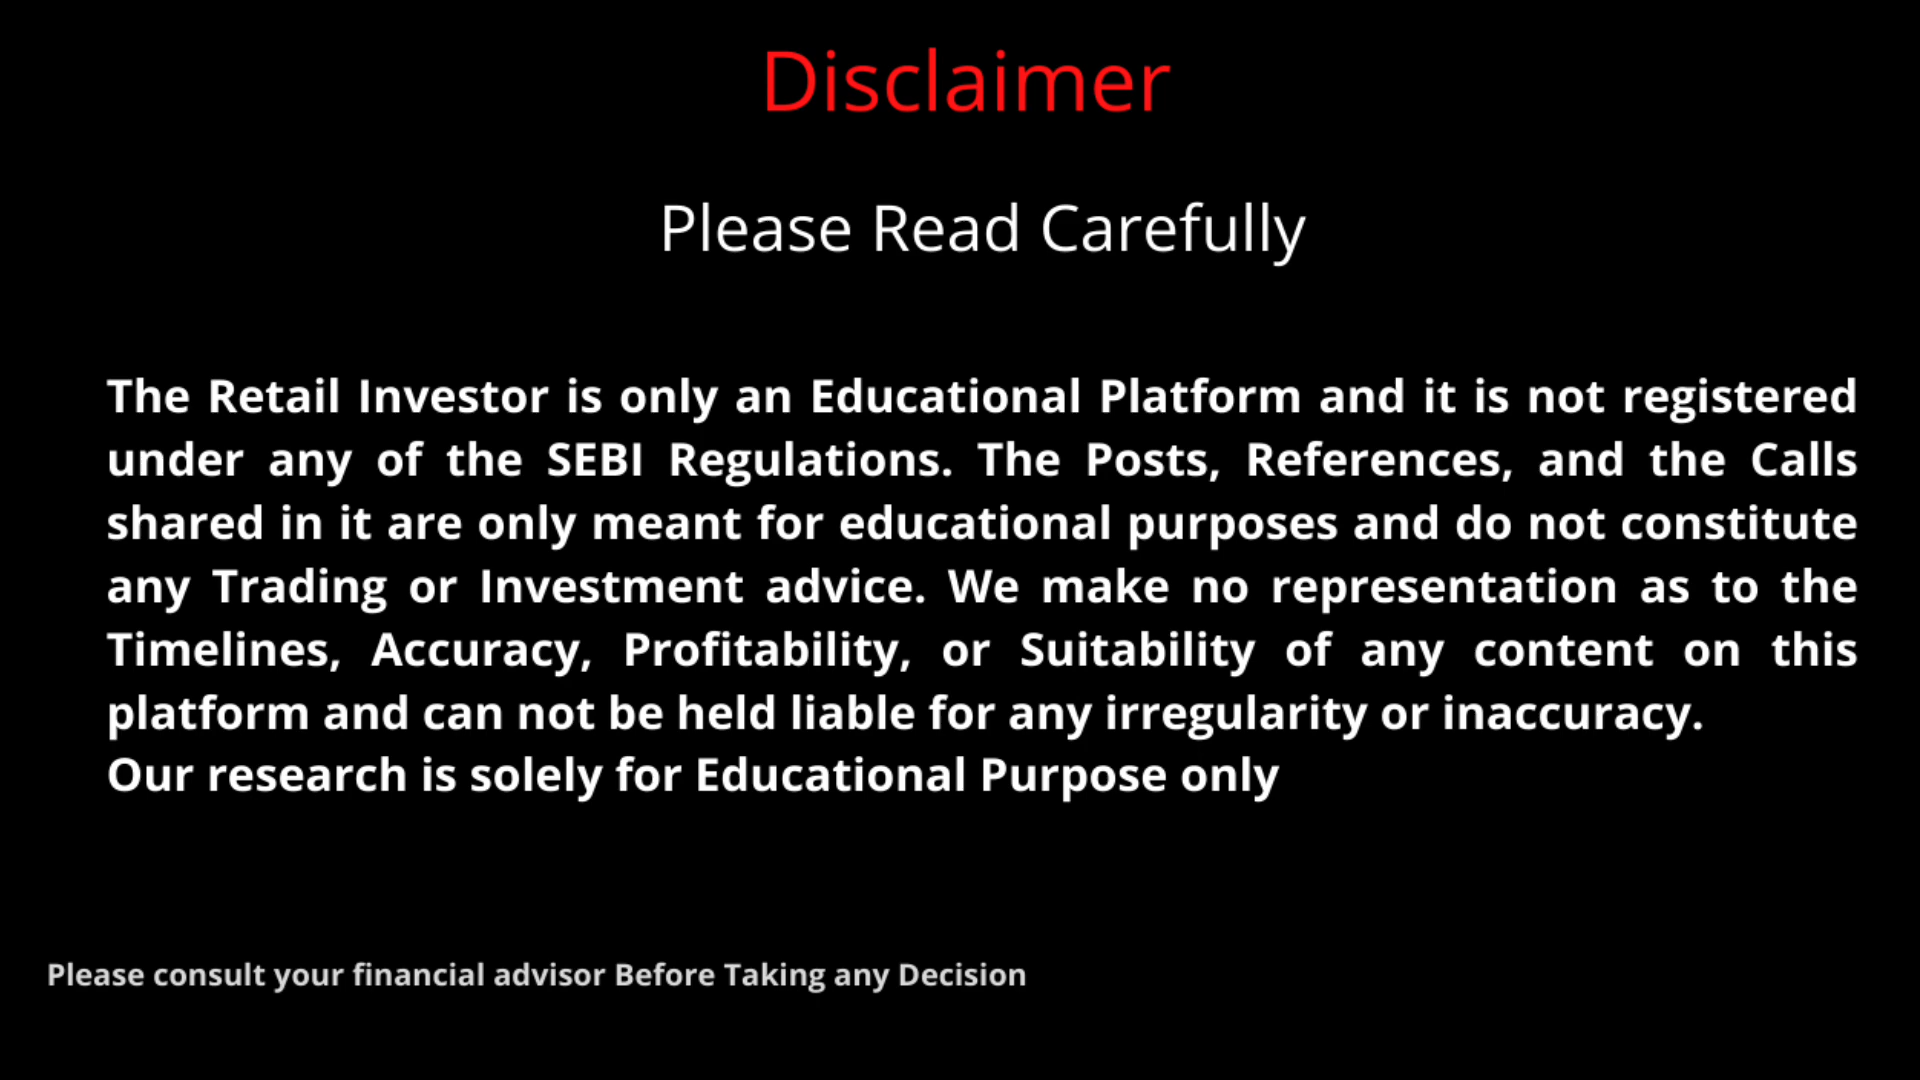 Disclaimer
Please Read Carefully
The Retail Investor is only an Educational Platform and it is not registered
under any of the SEBI Regulations. The Posts, References, and the Calls
shared in it are only meant for educational purposes and do not constitute
any Trading or Investment advice. We make no representation as to the
Timelines, Accuracy, Profitability, or Suitability of any content on this
platform and can not be held liable for any irregularity or inaccuracy.
Our research is solely for Educational Purpose only
Please consult your financial advisor Before Taking any Decision